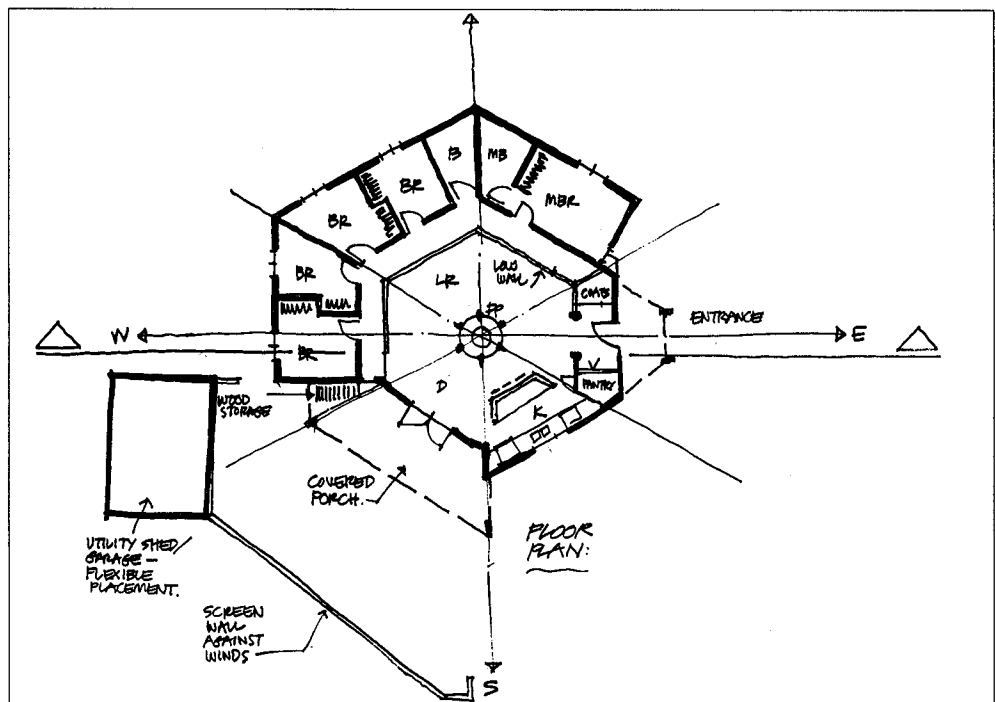 B
MB
BR
MBR
BR
BR
LR
LOW
WALL
COATS
FP
ENTRANCE
W
E
BR
D
PANTRY
WOOD
STORAGE
K
COVERED
PORCH.
FLOOR
PLAN:
UTILITY SHED/
GARAGE –
FLEXIBLE
PLACEMENT.
SCREEN
WALL
AGAINST
WINDS
S